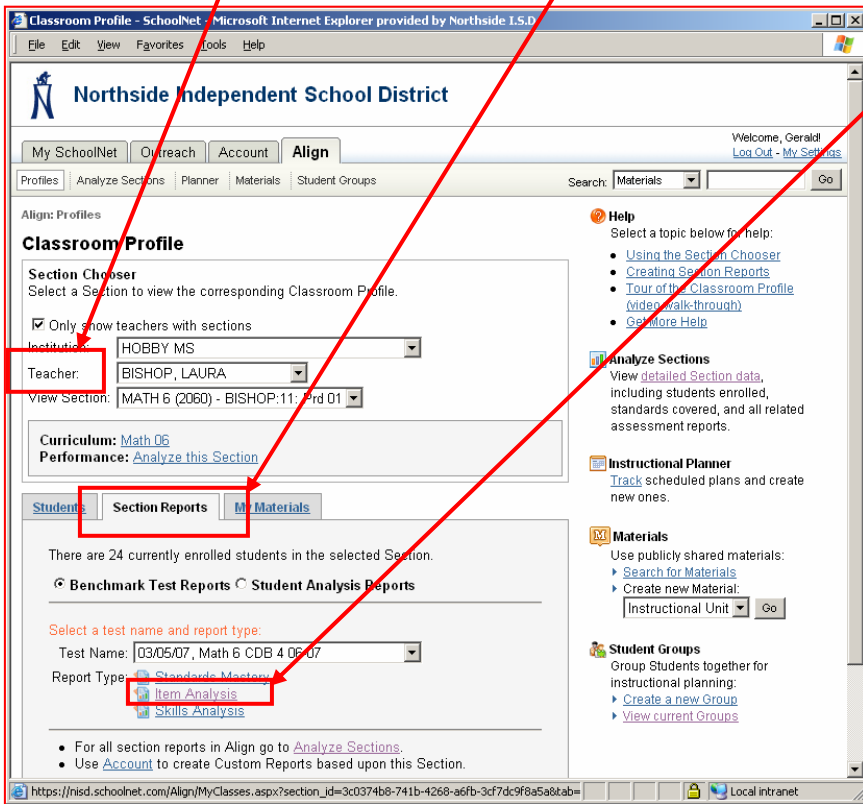 Classroom Profile - SchoolNet - Microsoft Internet Explorer provided by Northside I.S.D
File Edit View Favorites Tools Help
Northside Independent School District
My SchoolNet Outreach Account Align
Welcome, Gerald!
Log Out - My Settings
Profiles Analyze Sections Planner Materials Student Groups
Search: Materials Go
Align: Profiles
Classroom Profile
Section Chooser
Select a Section to view the corresponding Classroom Profile.
Only show teachers with sections
Institution: HOBBY MS
Teacher: BISHOP, LAURA
View Section: MATH 6 (2060) - BISHOP:11: Prd 01
Curriculum: Math 06
Performance: Analyze this Section
Students Section Reports My Materials
There are 24 currently enrolled students in the selected Section.
Benchmark Test Reports Student Analysis Reports
Select a test name and report type:
Test Name: 03/05/07, Math 6 CDB 4 06-07
Report Type: Standards Mastery
Item Analysis
Skills Analysis
• For all section reports in Align go to Analyze Sections.
• Use Account to create Custom Reports based upon this Section.
Help
Select a topic below for help:
• Using the Section Chooser
• Creating Section Reports
• Tour of the Classroom Profile
(video walk-through)
• Get More Help
Analyze Sections
View detailed Section data,
including students enrolled,
standards covered, and all related
assessment reports.
Instructional Planner
Track scheduled plans and create
new ones.
M Materials
Use publicly shared materials:
Search for Materials
Create new Material:
Instructional Unit Go
Student Groups
Group Students together for
instructional planning:
Create a new Group
View current Groups
https://nisd.schoolnet.com/Align/MyClasses.aspx?section_id=3c0374b8-741b-4268-a6fb-3cf7dc9f8a5a&tab= Local intranet